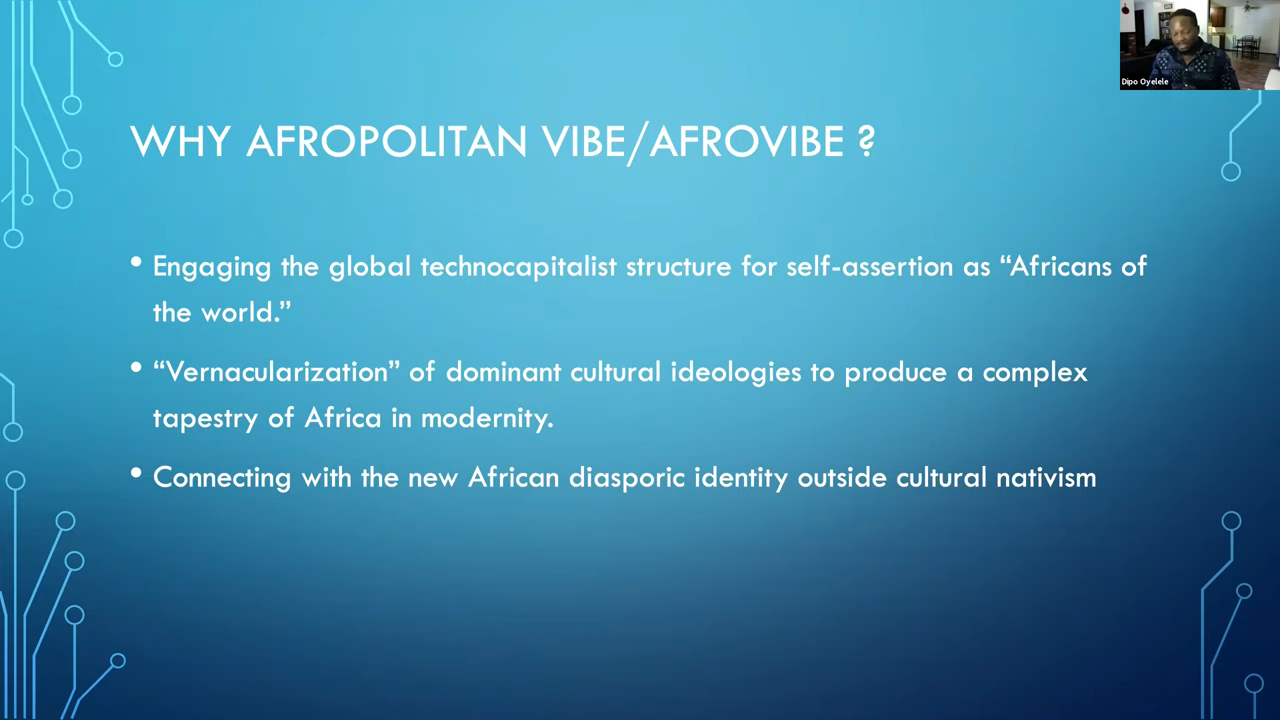 Dipo Oyelele
WHY AFROPOLITAN VIBE/AFROVIBE ?
• Engaging the global technocapitalist structure for self-assertion as “Africans of
the world.”
• “Vernacularization” of dominant cultural ideologies to produce a complex
tapestry of Africa in modernity.
• Connecting with the new African diasporic identity outside cultural nativism